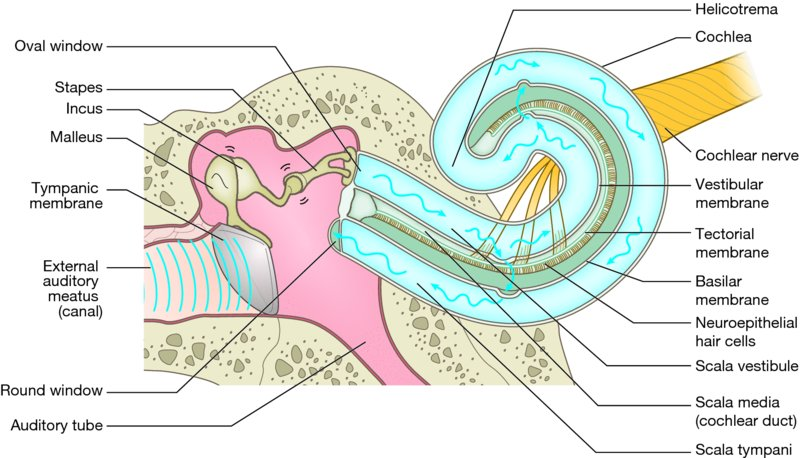 Oval window
Stapes
Incus
Malleus
Tympanic
membrane
External
auditory
meatus
(canal)
Round window
Auditory tube
Helicotrema
Cochlea
Cochlear nerve
Vestibular
membrane
Tectorial
membrane
Basilar
membrane
Neuroepithelial
hair cells
Scala vestibule
Scala media
(cochlear duct)
Scala tympani